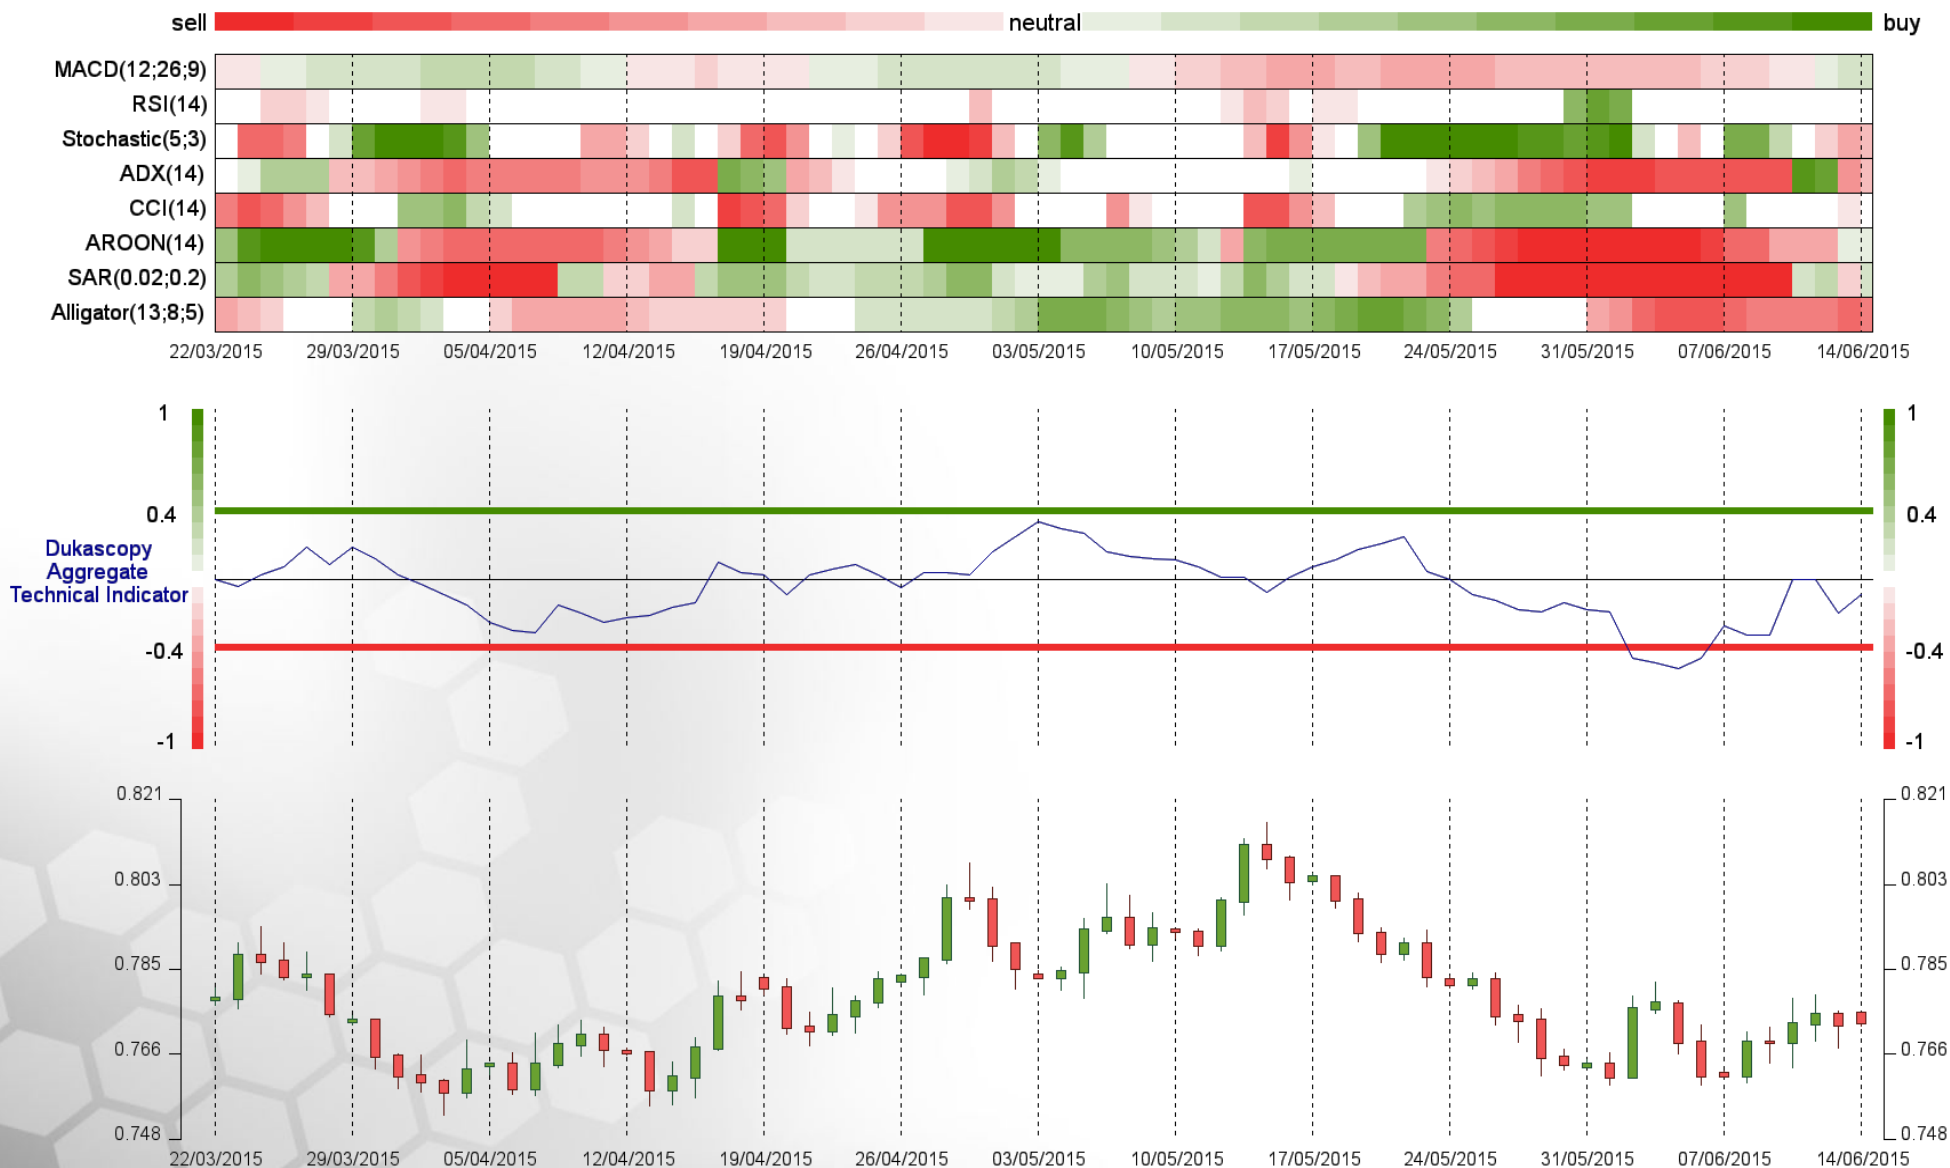 sell neutral buy
MACD(12;26;9)
RSI(14)
Stochastic(5;3)
ADX(14)
CCI(14)
AROON(14)
SAR(0.02;0.2)
Alligator(13;8;5)
22/03/2015 29/03/2015 05/04/2015 12/04/2015 19/04/2015 26/04/2015 03/05/2015 10/05/2015 17/05/2015 24/05/2015 31/05/2015 07/06/2015 14/06/2015
1 1
0.4 0.4
Dukascopy
Aggregate
Technical Indicator
-0.4 -0.4
-1 -1
0.821 0.821
0.803 0.803
0.785 0.785
0.766 0.766
0.748 0.748
22/03/2015 29/03/2015 05/04/2015 12/04/2015 19/04/2015 26/04/2015 03/05/2015 10/05/2015 17/05/2015 24/05/2015 31/05/2015 07/06/2015 14/06/2015